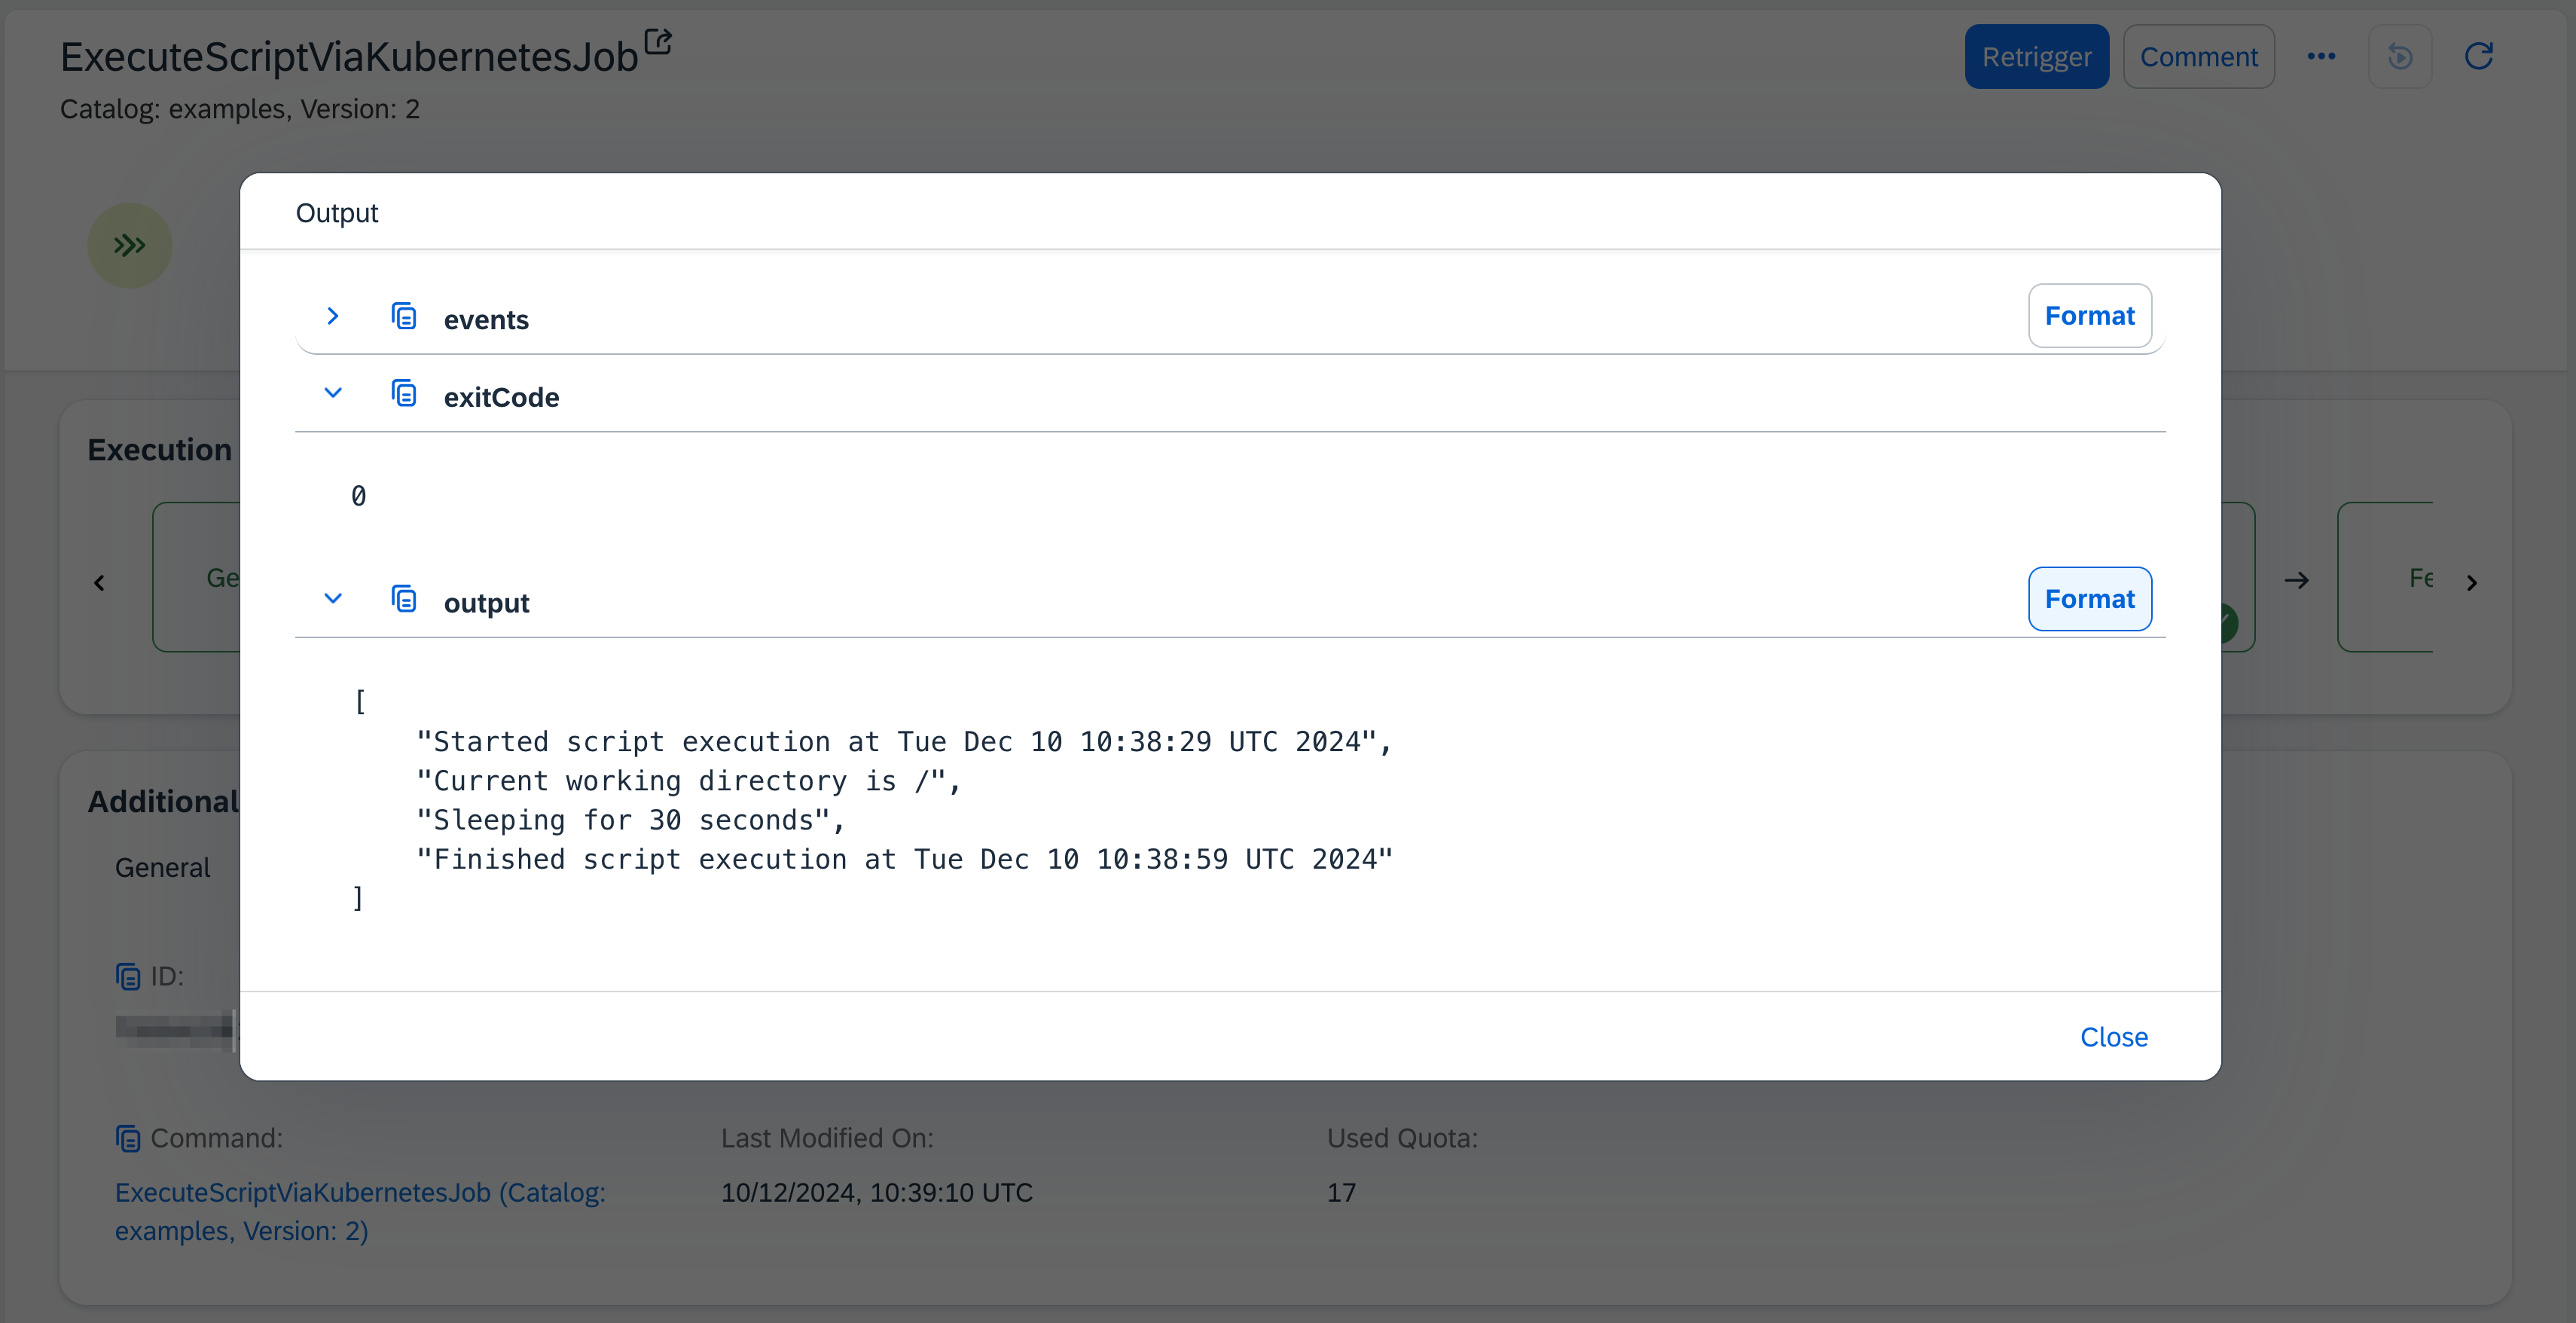 ExecuteScriptViaKubernetesJob
Retrigger
Comment
Catalog: examples, Version: 2
Output
events
Format
exitCode
Execution
0
output
Format
[
"Started script execution at Tue Dec 10 10:38:29 UTC 2024",
"Current working directory is /",
"Sleeping for 30 seconds",
"Finished script execution at Tue Dec 10 10:38:59 UTC 2024"
]
Additional
General
ID:
Close
Command:
Last Modified On:
Used Quota:
ExecuteScriptViaKubernetesJob (Catalog:
examples, Version: 2)
10/12/2024, 10:39:10 UTC
17